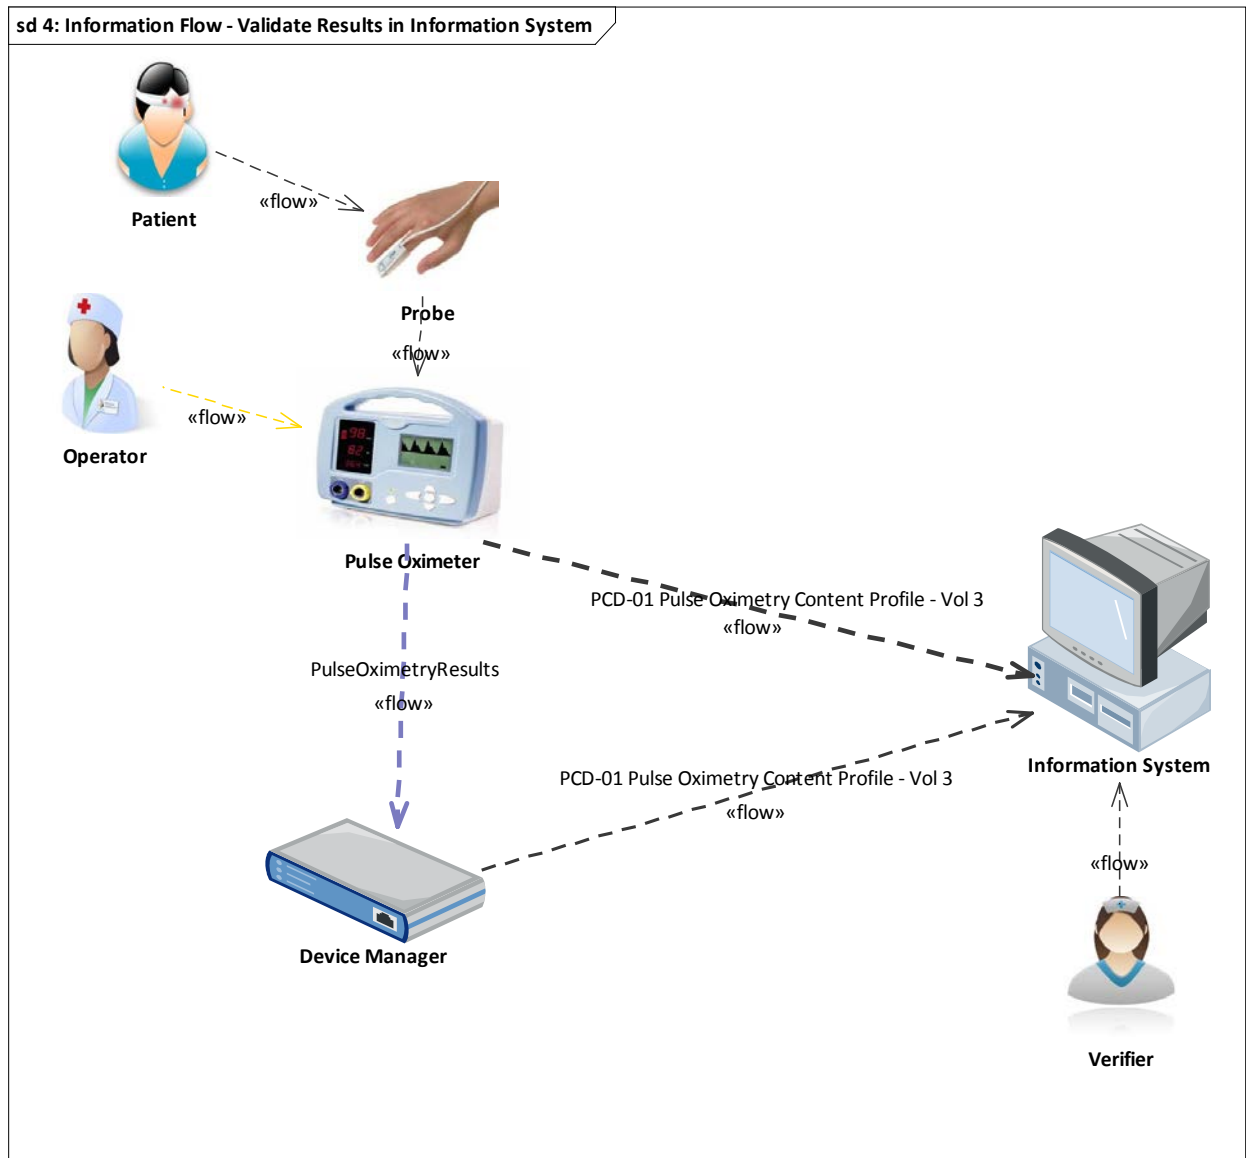 sd 4: Information Flow - Validate Results in Information System
Patient
«flow»
Probe
«flow»
Operator
«flow»
98
Pulse Oximeter
PCD-01 Pulse Oximetry Content Profile - Vol 3
«flow»
PulseOximetryResults
«flow»
Information System
PCD-01 Pulse Oximetry Content Profile - Vol 3
«flow»
Device Manager
«flow»
Verifier